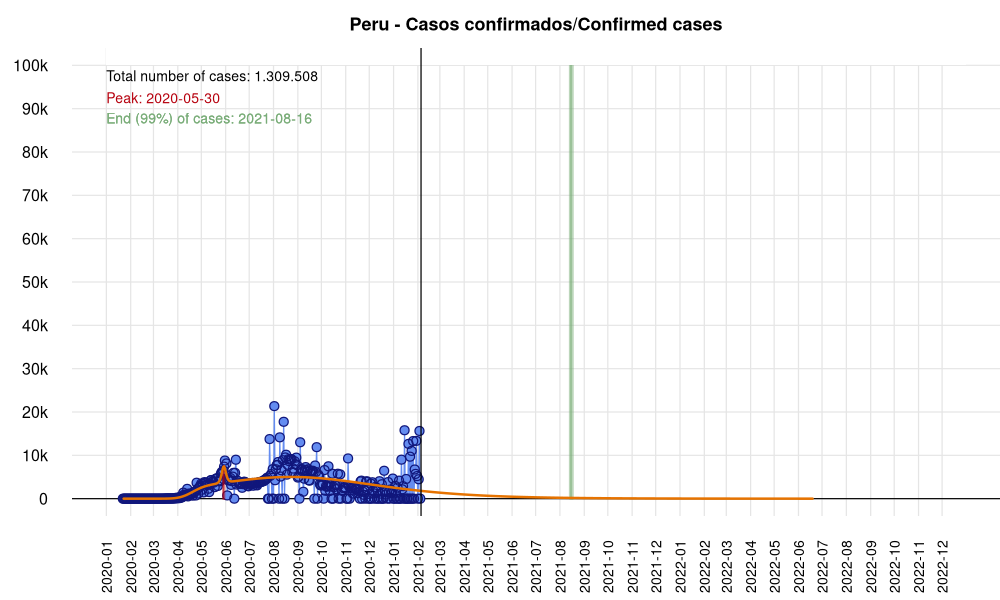 Peru - Casos confirmados/Confirmed cases
100k
90k
80k
70k
60k
50k
40k
30k
20k
10k
0
Total number of cases: 1.309.508
Peak: 2020-05-30
End (99%) of cases: 2021-08-16
2020-01
2020-02
2020-03
2020-04
2020-05
2020-06
2020-07
2020-08
2020-09
2020-10
2020-11
2020-12
2021-01
2021-02
2021-03
2021-04
2021-05
2021-06
2021-07
2021-08
2021-09
2021-10
2021-11
2021-12
2022-01
2022-02
2022-03
2022-04
2022-05
2022-06
2022-07
2022-08
2022-09
2022-10
2022-11
2022-12